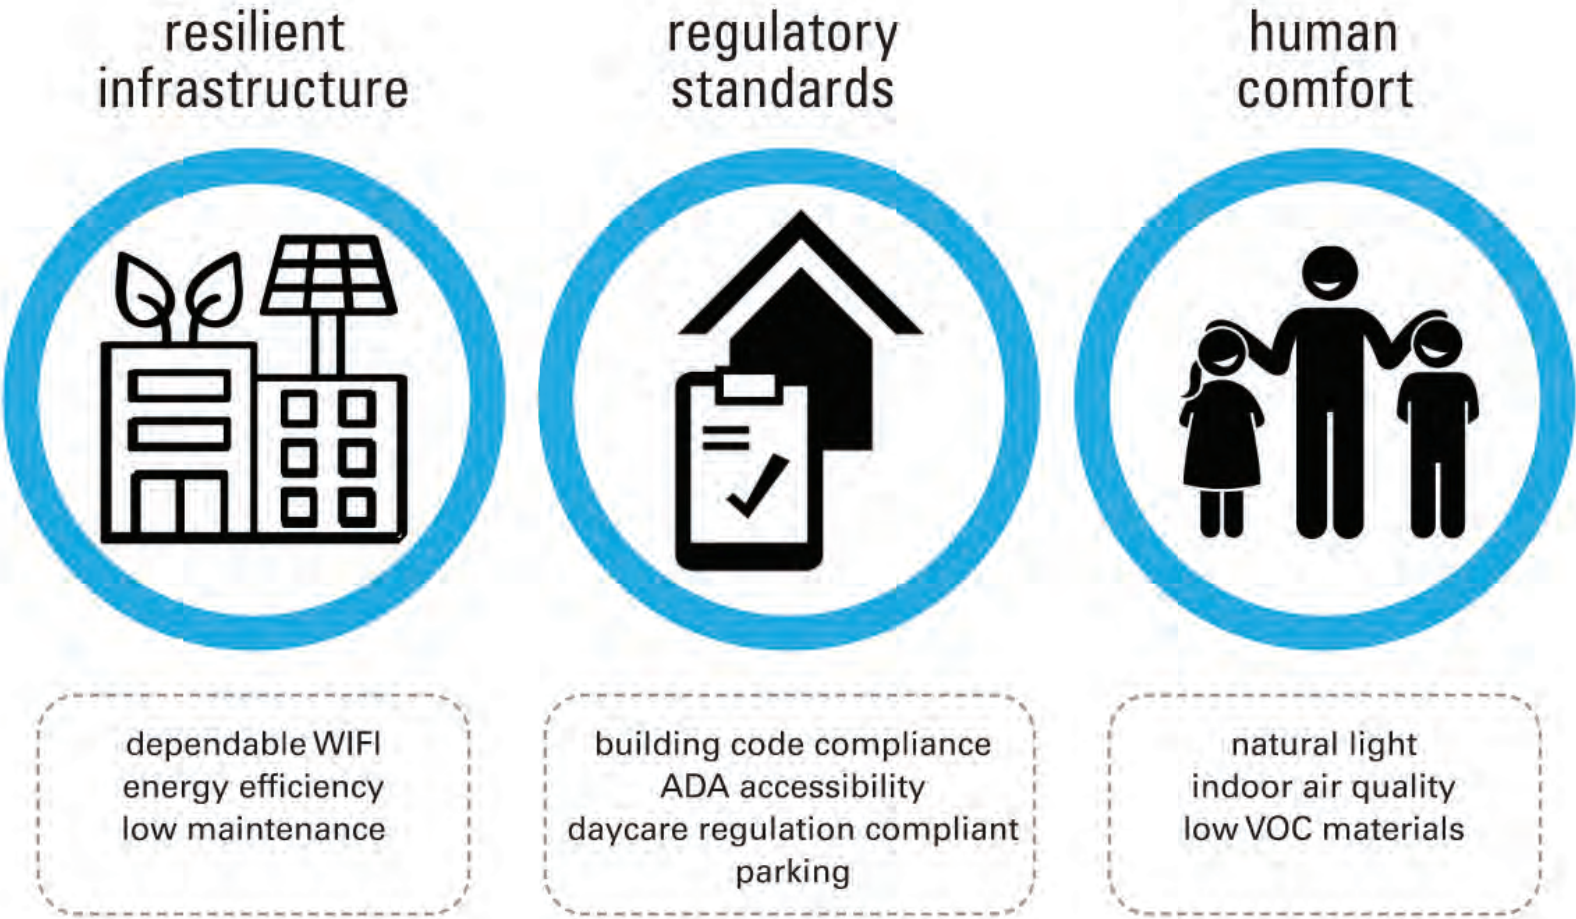 resilient
infrastructure
regulatory
standards
human
comfort
dependable WIFI
energy efficiency
low maintenance
building code compliance
ADA accessibility
daycare regulation compliant
parking
natural light
indoor air quality
low VOC materials